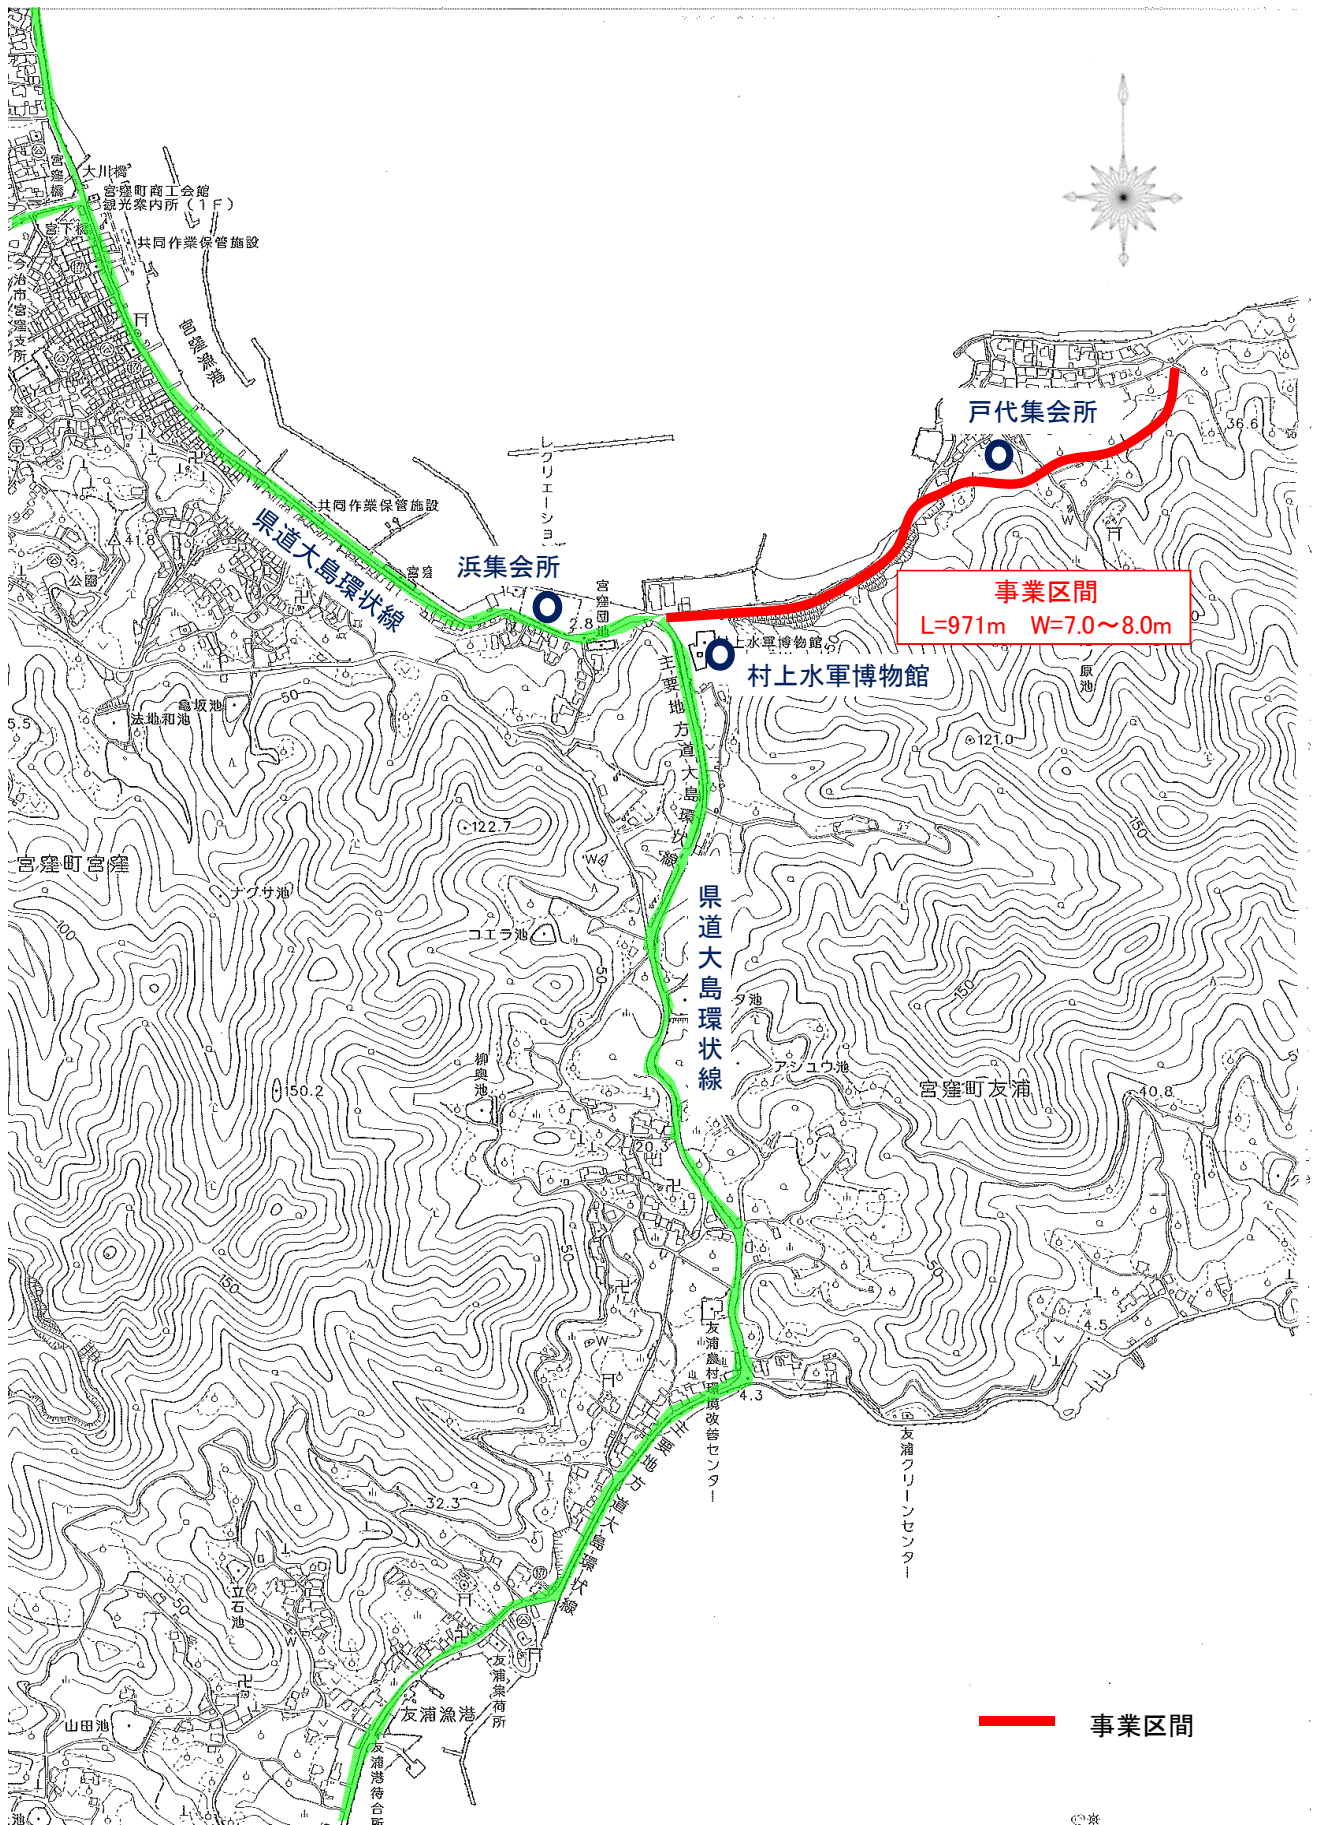 宮窪橋
大川橋
宮窪町商工会館
観光案内所（１Ｆ）
宮下橋
共同作業保管施設
今治市宮窪支所
宮窪漁港
戸代集会所
36.6
レクリエーション
共同作業保管施設
県道大島環状線
41.8
公園
宮窪
浜集会所
2.8
宮窪団地
事業区間
L=971m　W=7.0～8.0m
村上水軍博物館
50
村上水軍博物館
原池
主要地方道大島環状線
50
亀坂池
法地和池
5.5
121.0
150
122.7
宮窪町宮窪
ナグサ池
100
コエラ池
50
県道大島環状線
150
タ池
アシュウ池
柳奥池
150.2
宮窪町友浦
40.8
20.3
50
150
50
4.5
友浦農村環境改善センター
4.3
主要地方道大島環状線
友浦クリーンセンター
32.3
立石池
50
友浦集荷所
友浦漁港
山田池
友浦港待合所
池
事業区間